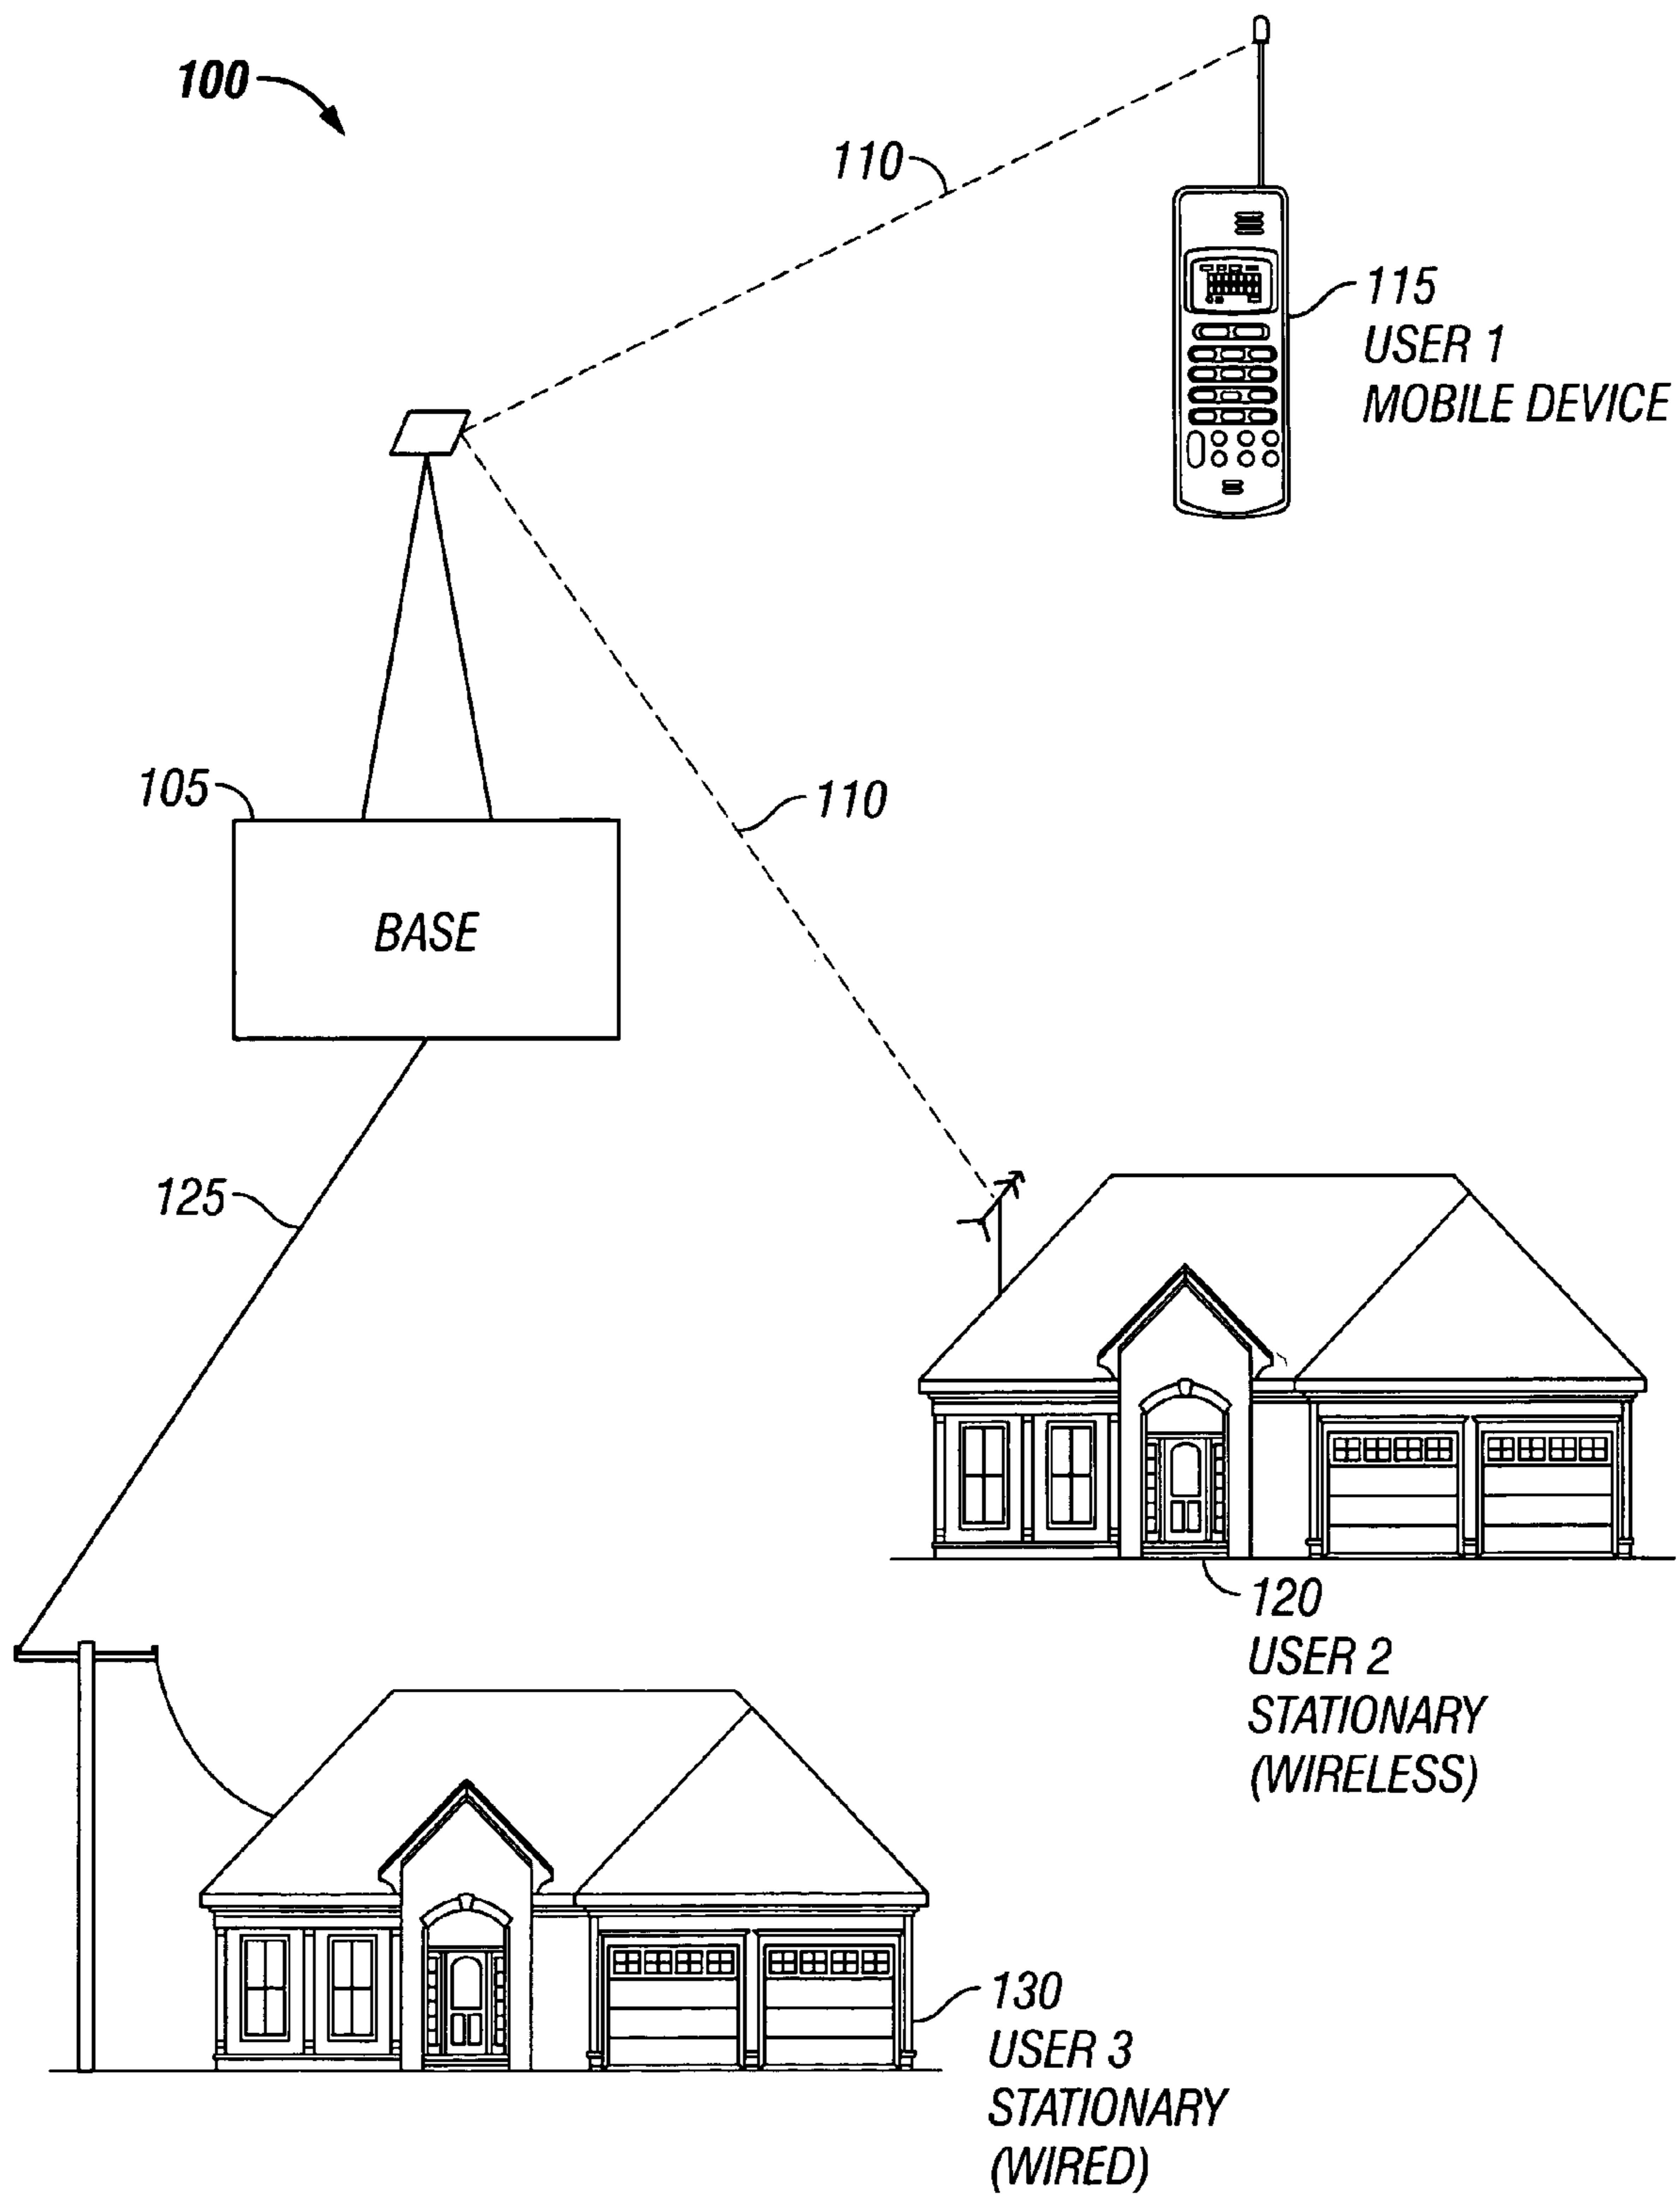 100
110
115
USER 1
MOBILE DEVICE
105
110
BASE
125
120
USER 2
STATIONARY
(WIRELESS)
130
USER 3
STATIONARY
(WIRED)